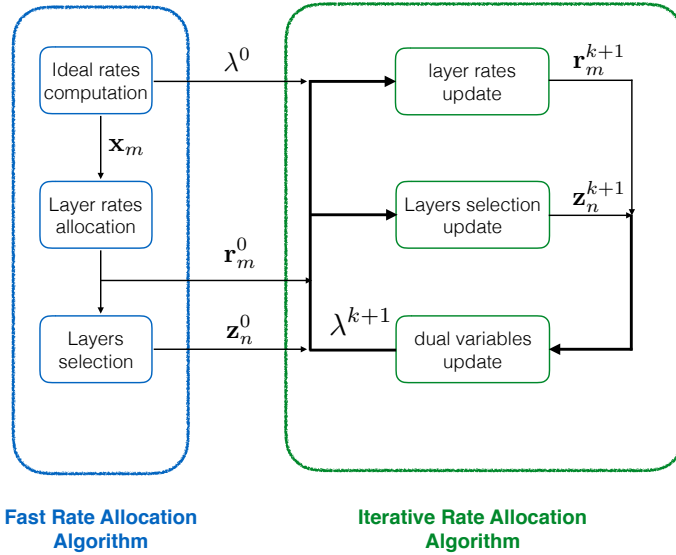 Ideal rates
computation
λ^0
layer rates
update
r_m^{k+1}
x_m
Layer rates
allocation
Layers selection
update
z_n^{k+1}
r_m^0
Layers
selection
z_n^0
λ^{k+1}
dual variables
update
Fast Rate Allocation
Algorithm
Iterative Rate Allocation
Algorithm